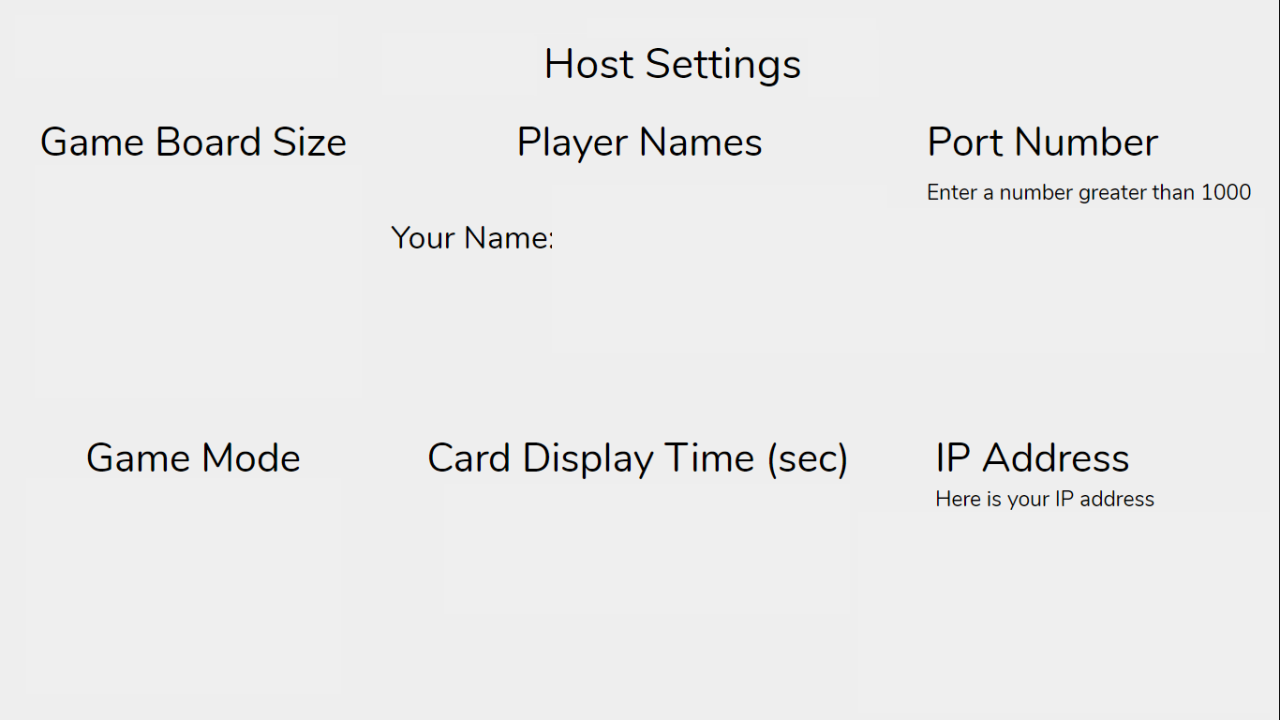 Host Settings
Game Board Size
Player Names
Port Number
Enter a number greater than 1000
Your Name:
Game Mode
Card Display Time (sec)
IP Address
Here is your IP address